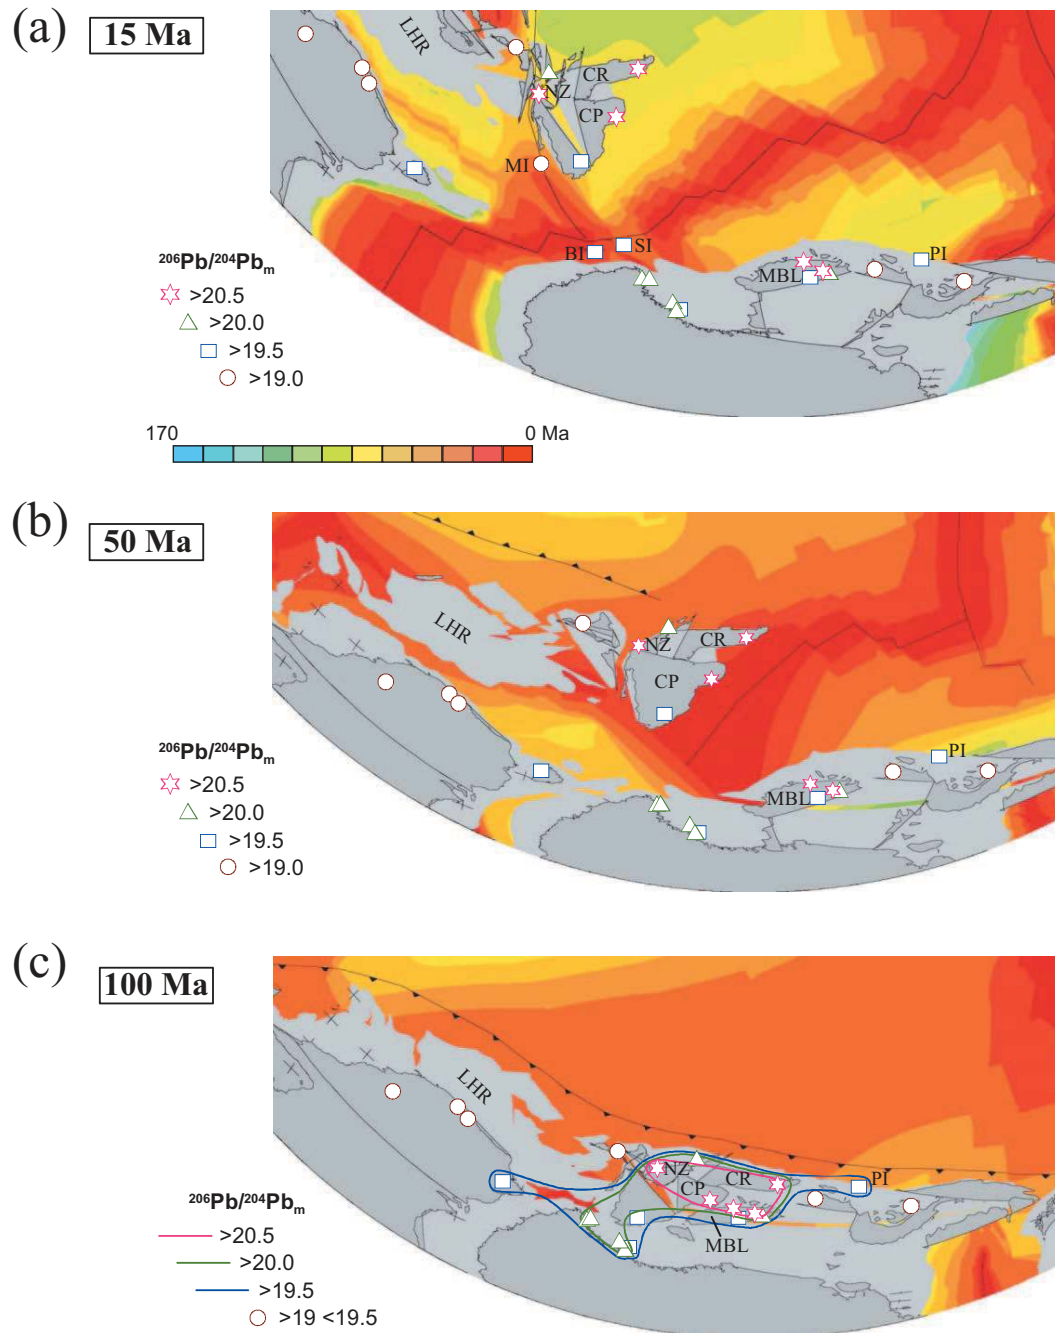 (a) 15 Ma
LHR
CR
NZ
CP
MI
SI
BI
PI
MBL
²⁰⁶Pb/²⁰⁴Pbₘ
>20.5
>20.0
>19.5
>19.0
170 0 Ma
(b) 50 Ma
LHR
NZ CR
CP
PI
MBL
²⁰⁶Pb/²⁰⁴Pbₘ
>20.5
>20.0
>19.5
>19.0
(c) 100 Ma
LHR
NZ
CR
PI
CP
MBL
²⁰⁶Pb/²⁰⁴Pbₘ
>20.5
>20.0
>19.5
>19 <19.5